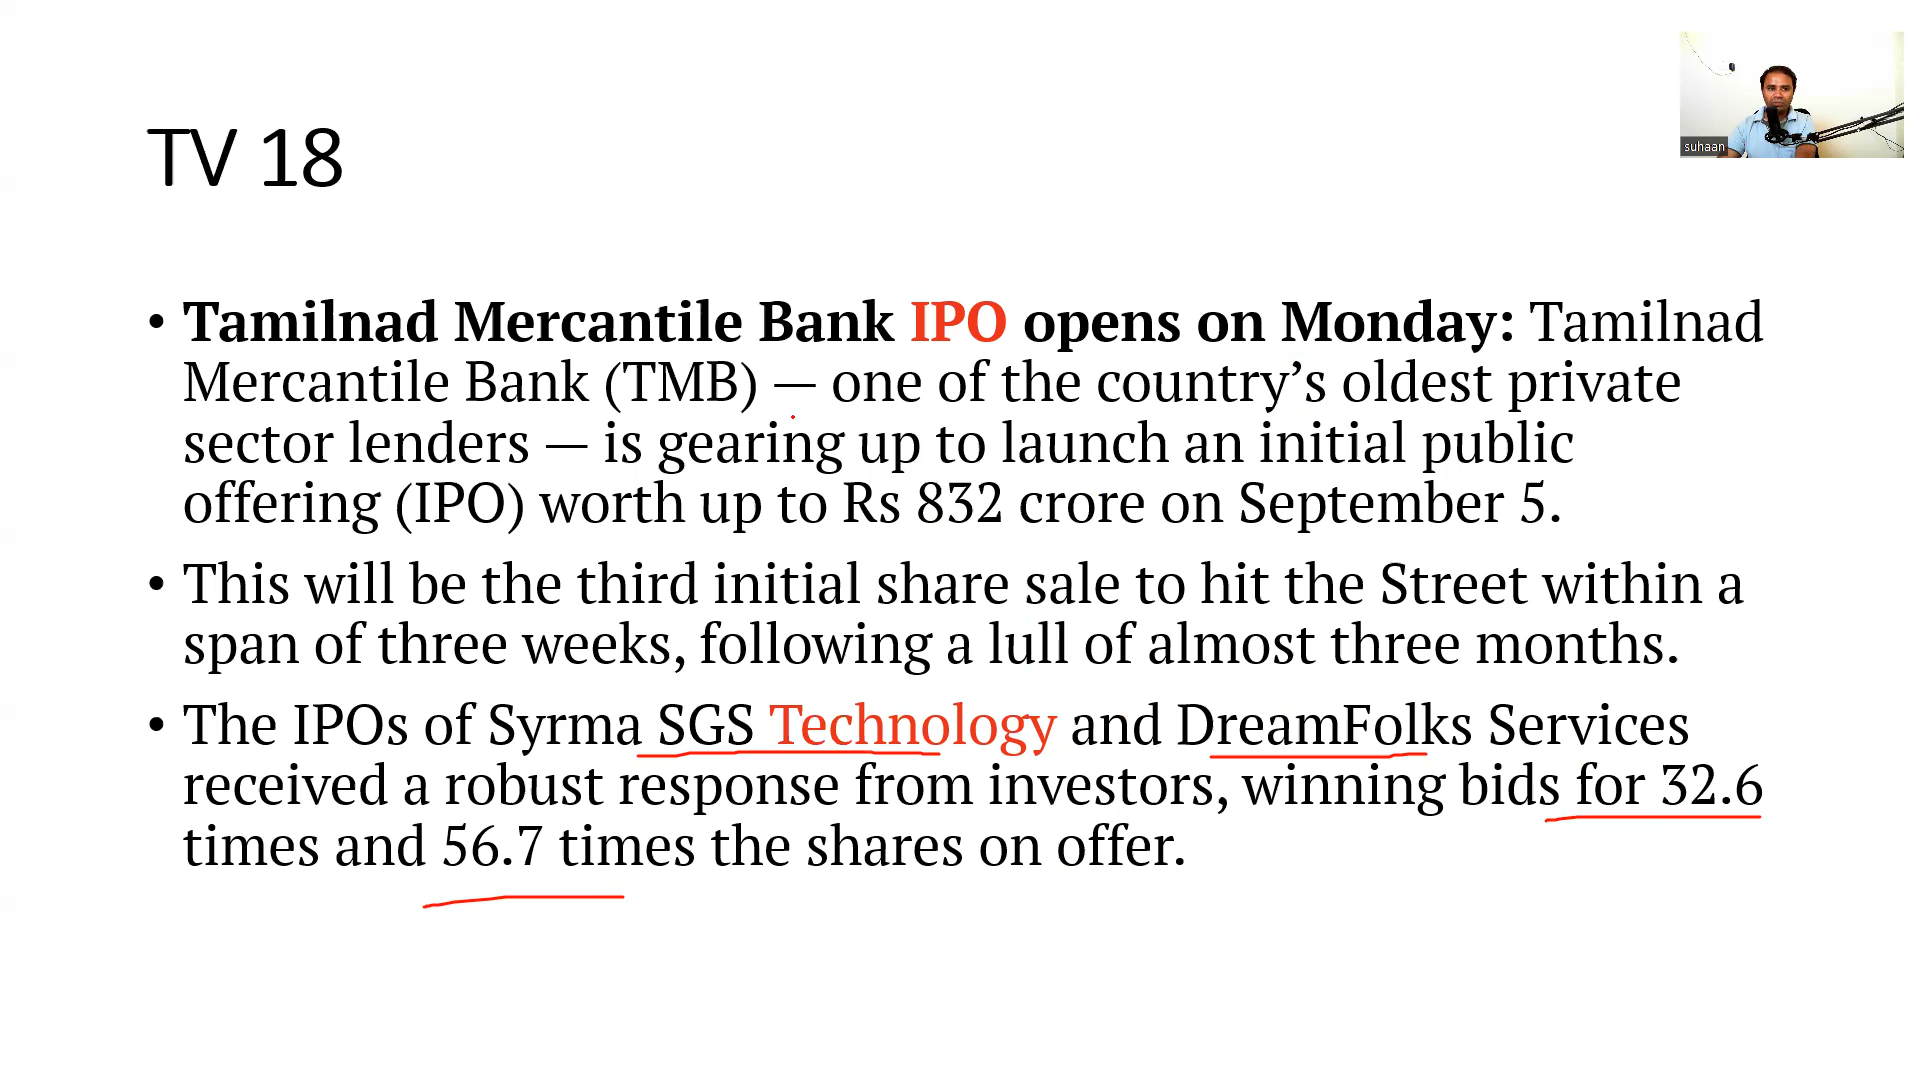 suhaan
TV 18
• Tamilnad Mercantile Bank IPO opens on Monday: Tamilnad
Mercantile Bank (TMB) — one of the country’s oldest private
sector lenders — is gearing up to launch an initial public
offering (IPO) worth up to Rs 832 crore on September 5.
• This will be the third initial share sale to hit the Street within a
span of three weeks, following a lull of almost three months.
• The IPOs of Syrma SGS Technology and DreamFolks Services
received a robust response from investors, winning bids for 32.6
times and 56.7 times the shares on offer.